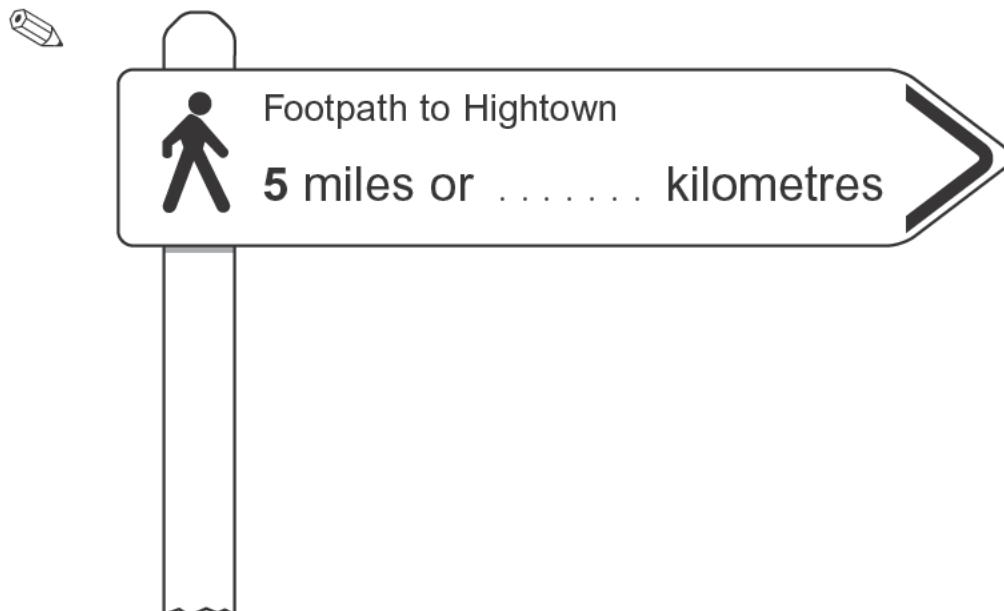 Footpath to Hightown
5 miles or ....... kilometres